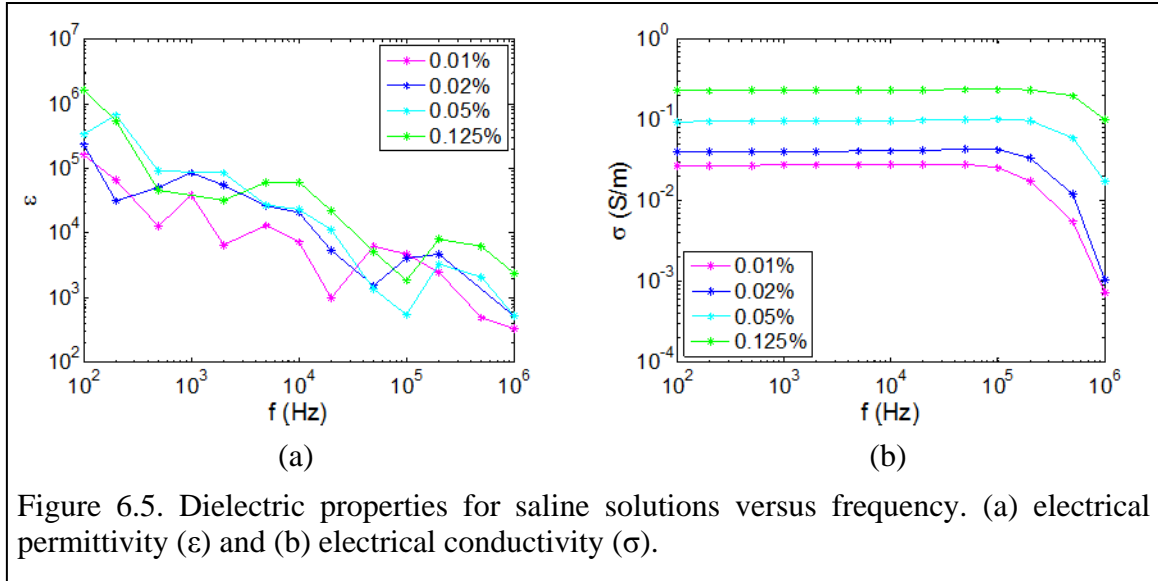 10^7
10^6
10^5
10^4
10^3
10^2
ε
0.01%
0.02%
0.05%
0.125%
10^2 10^3 10^4 10^5 10^6
f (Hz)
(a)
10^0
10^-1
10^-2
10^-3
10^-4
σ (S/m)
0.01%
0.02%
0.05%
0.125%
10^2 10^3 10^4 10^5 10^6
f (Hz)
(b)
Figure 6.5. Dielectric properties for saline solutions versus frequency. (a) electrical
permittivity (ε) and (b) electrical conductivity (σ).